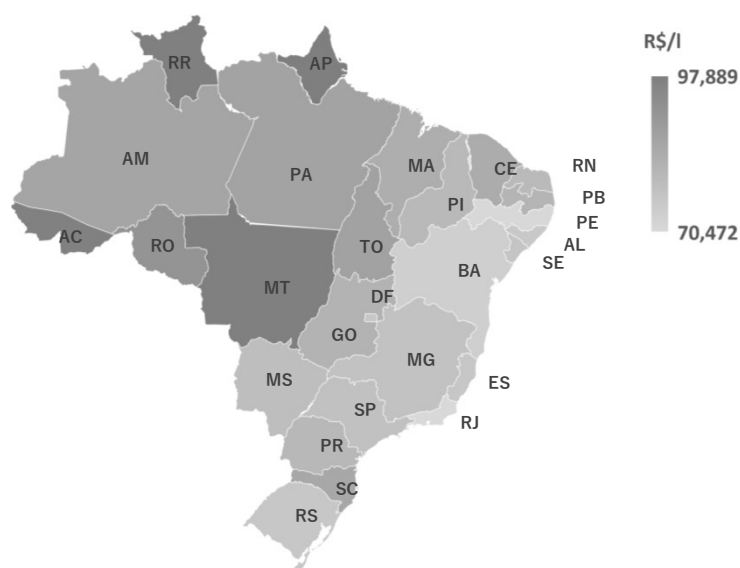 R$/l
97,889
70,472
RR
AP
AM
PA
MA
CE
RN
PI
PB
PE
AC
RO
TO
AL
SE
BA
MT
DF
GO
MG
MS
ES
SP
RJ
PR
SC
RS